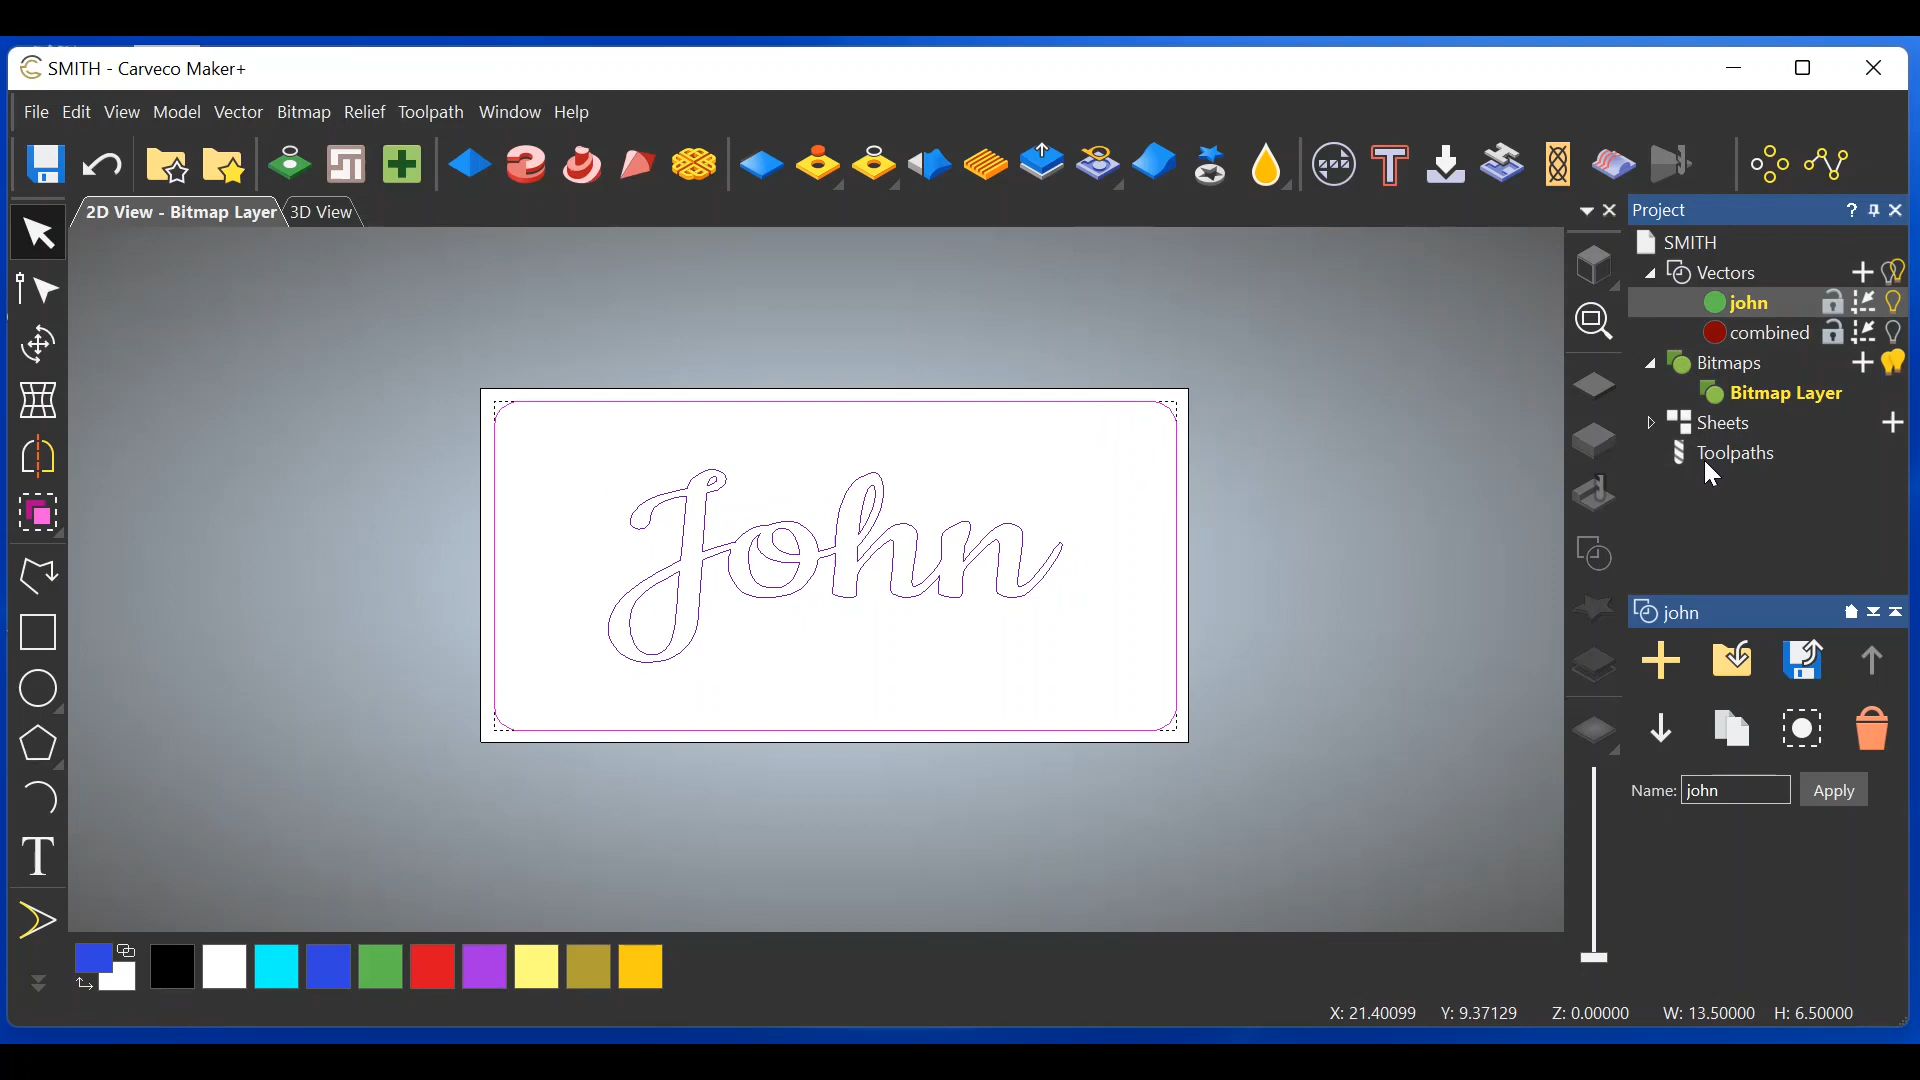 SMITH - Carveco Maker+
File Edit View Model Vector Bitmap Relief Toolpath Window Help
2D View - Bitmap Layer 3D View
Project ?
SMITH
Vectors
john
combined
Bitmaps
Bitmap Layer
Sheets
Toolpaths
John
john
Name: john Apply
T
X: 21.40099 Y: 9.37129 Z: 0.00000 W: 13.50000 H: 6.50000